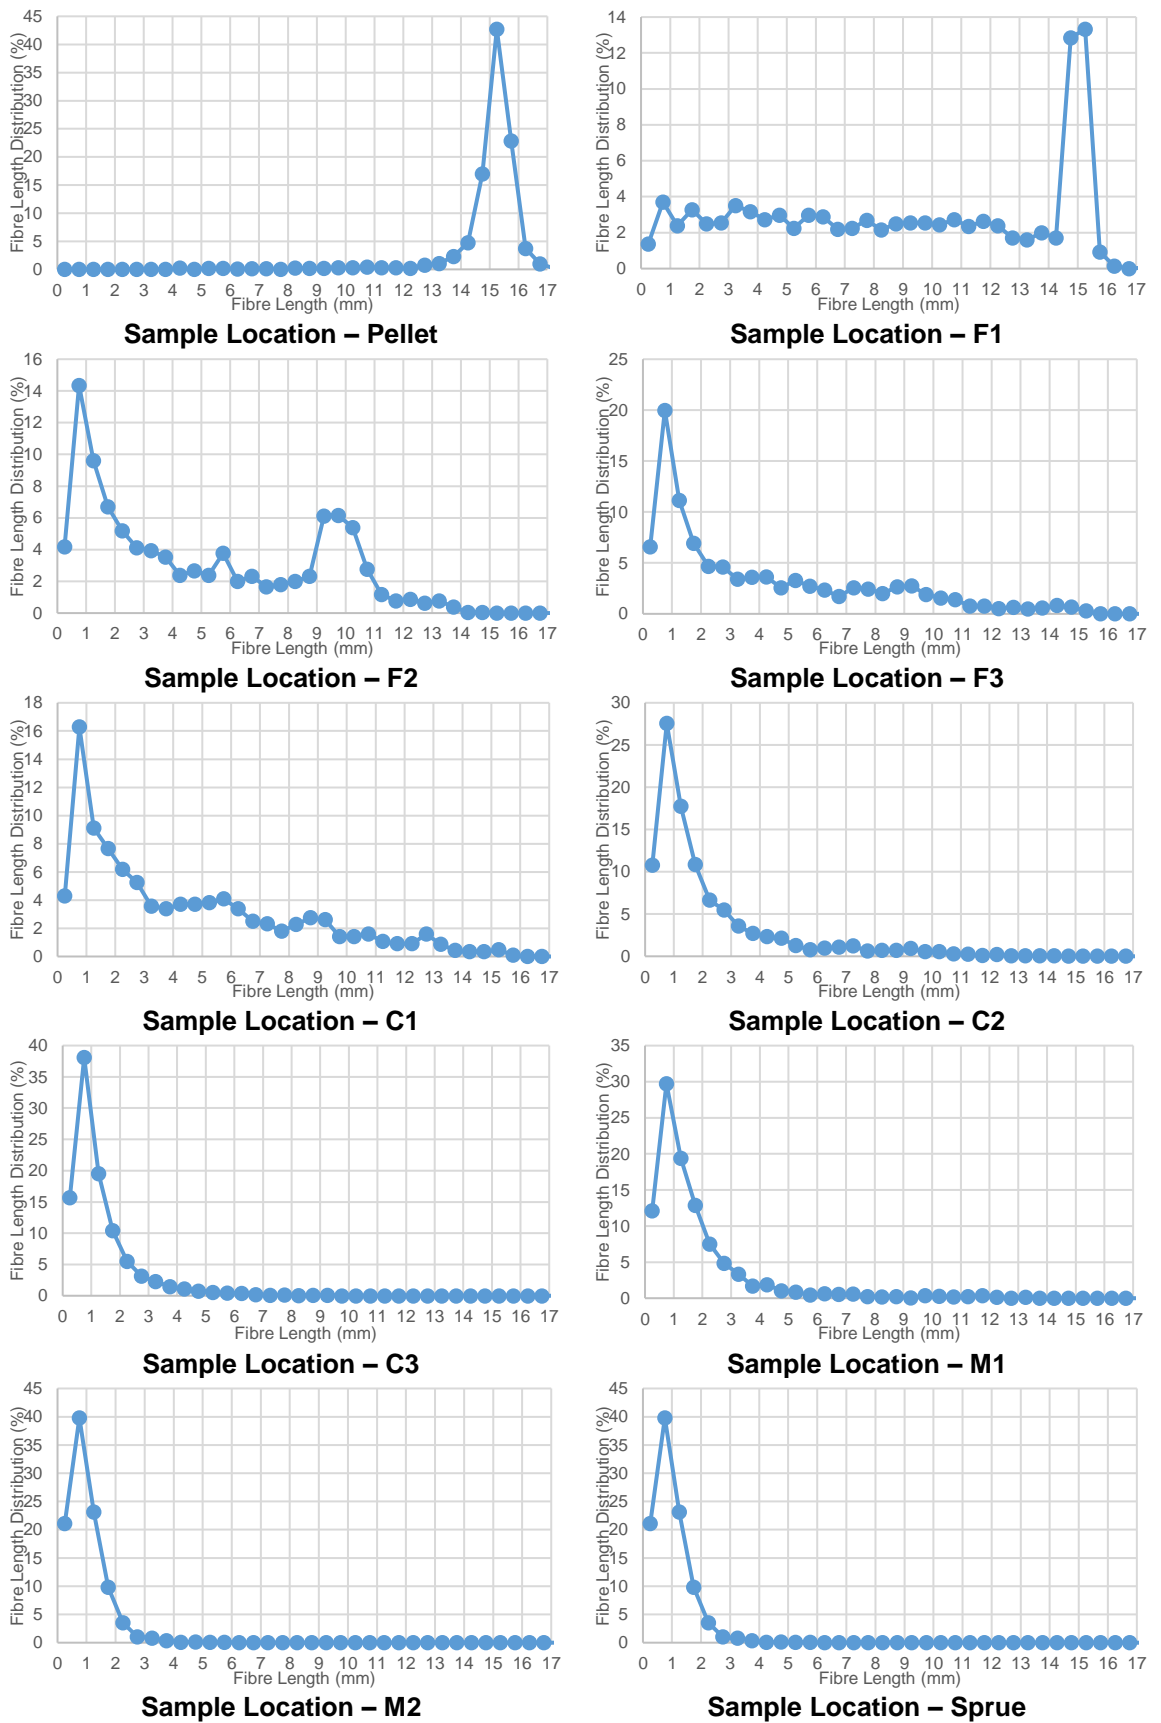 Fibre Length Distribution (%)
45
40
35
30
25
20
15
10
5
0
0 1 2 3 4 5 6 7 8 9 10 11 12 13 14 15 16 17
Fibre Length (mm)
Sample Location – Pellet
Fibre Length Distribution (%)
14
12
10
8
6
4
2
0
0 1 2 3 4 5 6 7 8 9 10 11 12 13 14 15 16 17
Fibre Length (mm)
Sample Location – F1
Fibre Length Distribution (%)
16
14
12
10
8
6
4
2
0
0 1 2 3 4 5 6 7 8 9 10 11 12 13 14 15 16 17
Fibre Length (mm)
Sample Location – F2
Fibre Length Distribution (%)
25
20
15
10
5
0
0 1 2 3 4 5 6 7 8 9 10 11 12 13 14 15 16 17
Fibre Length (mm)
Sample Location – F3
Fibre Length Distribution (%)
18
16
14
12
10
8
6
4
2
0
0 1 2 3 4 5 6 7 8 9 10 11 12 13 14 15 16 17
Fibre Length (mm)
Sample Location – C1
Fibre Length Distribution (%)
30
25
20
15
10
5
0
0 1 2 3 4 5 6 7 8 9 10 11 12 13 14 15 16 17
Fibre Length (mm)
Sample Location – C2
Fibre Length Distribution (%)
40
35
30
25
20
15
10
5
0
0 1 2 3 4 5 6 7 8 9 10 11 12 13 14 15 16 17
Fibre Length (mm)
Sample Location – C3
Fibre Length Distribution (%)
35
30
25
20
15
10
5
0
0 1 2 3 4 5 6 7 8 9 10 11 12 13 14 15 16 17
Fibre Length (mm)
Sample Location – M1
Fibre Length Distribution (%)
45
40
35
30
25
20
15
10
5
0
0 1 2 3 4 5 6 7 8 9 10 11 12 13 14 15 16 17
Fibre Length (mm)
Sample Location – M2
Fibre Length Distribution (%)
45
40
35
30
25
20
15
10
5
0
0 1 2 3 4 5 6 7 8 9 10 11 12 13 14 15 16 17
Fibre Length (mm)
Sample Location – Sprue